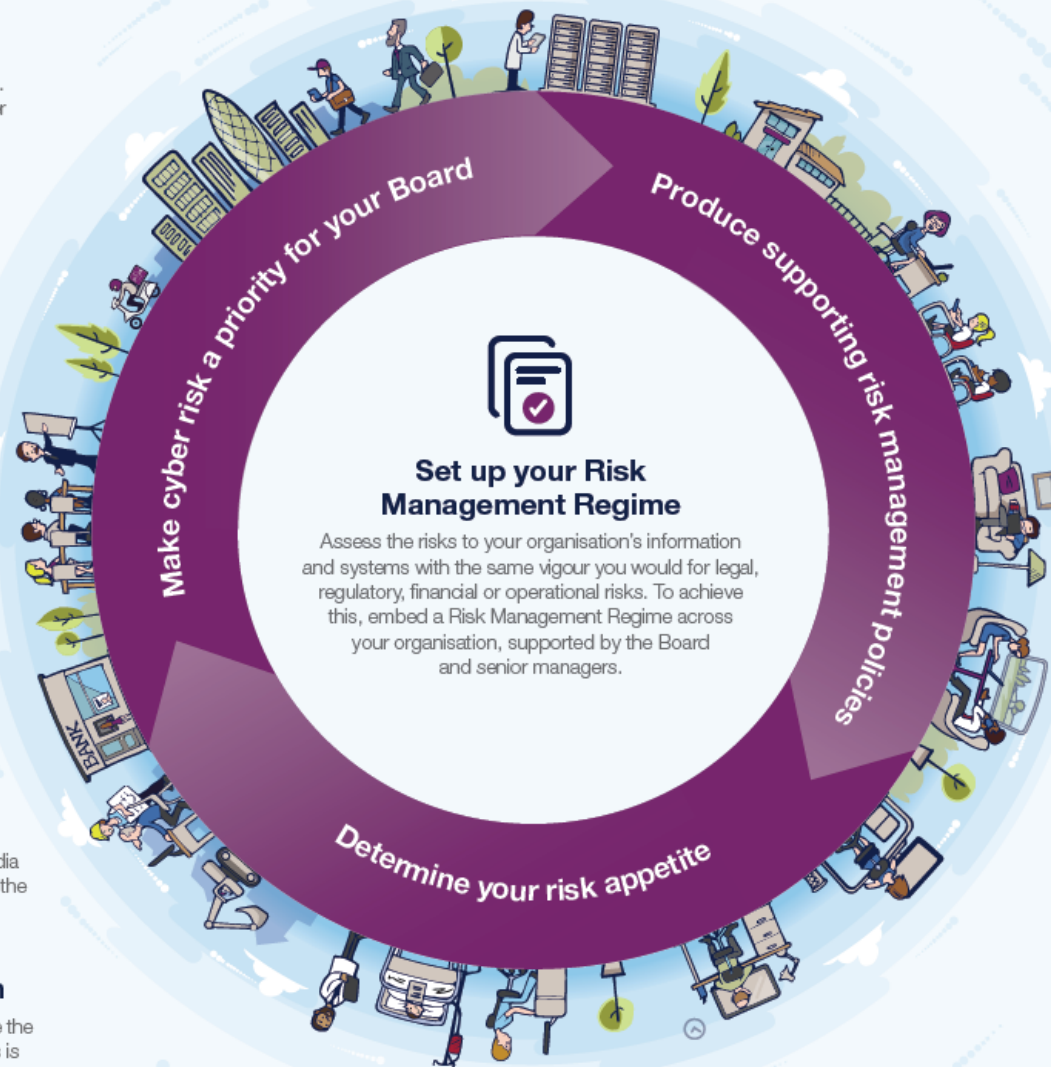 Make cyber risk a priority for your Board
Produce supporting risk management policies
Set up your Risk
Management Regime
Assess the risks to your organisation's information
and systems with the same vigour you would for legal,
regulatory, financial or operational risks. To achieve
this, embed a Risk Management Regime across
your organisation, supported by the Board
and senior managers.
Determine your risk appetite
BANK
the
the
is